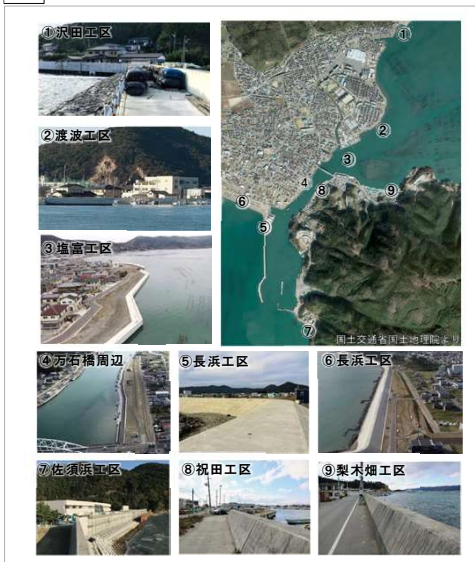 ①沢田工区
②渡波工区
③塩富工区
①
②
③
4
⑧
⑨
⑥
⑤
⑦
国土交通省国土地理院より
④万石橋周辺
⑤長浜工区
⑥長浜工区
⑦佐須浜工区
⑧祝田工区
⑨梨木畑工区